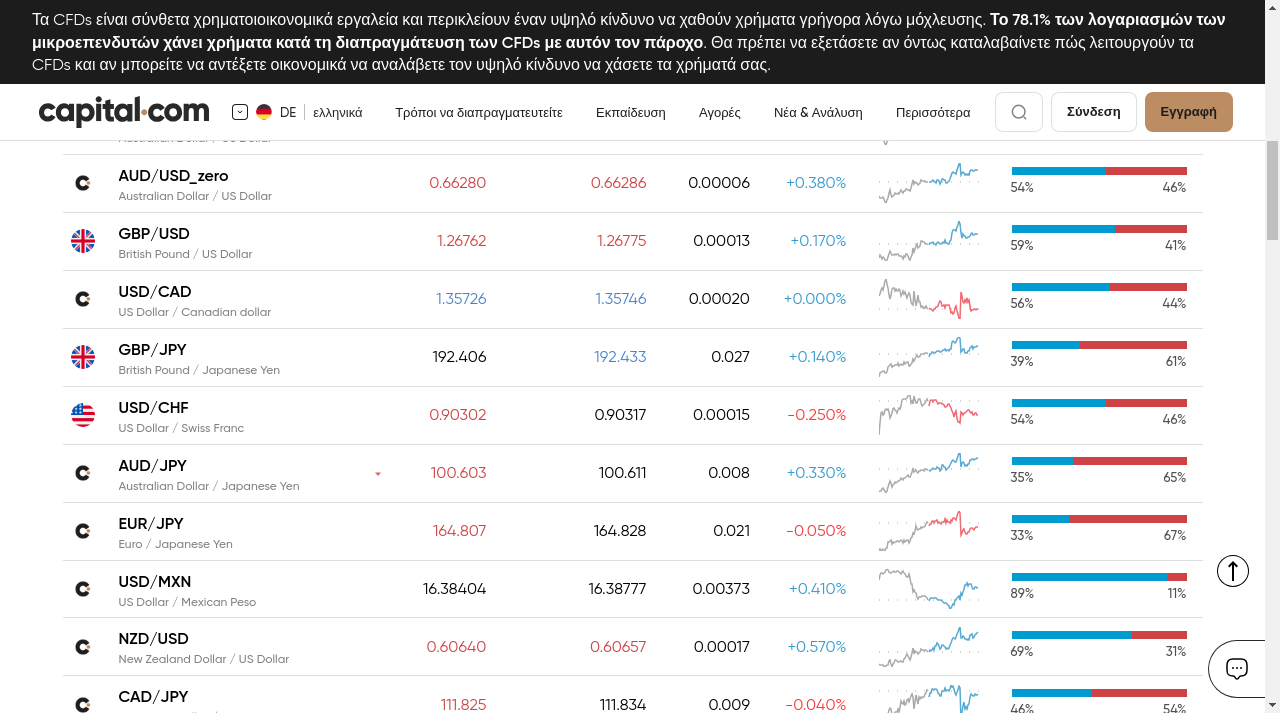 Τα CFDs είναι σύνθετα χρηματοιοικονομικά εργαλεία και περικλείουν έναν υψηλό κίνδυνο να χαθούν χρήματα γρήγορα λόγω μόχλευσης. Το 78.1% των λογαριασμών των
μικροεπενδυτών χάνει χρήματα κατά τη διαπραγμάτευση των CFDs με αυτόν τον πάροχο. Θα πρέπει να εξετάσετε αν όντως καταλαβαίνετε πώς λειτουργούν τα
CFDs και αν μπορείτε να αντέξετε οικονομικά να αναλάβετε τον υψηλό κίνδυνο να χάσετε τα χρήματά σας.
capital.com DE ελληνικά Τρόποι να διαπραγματευτείτε Εκπαίδευση Αγορές Νέα & Ανάλυση Περισσότερα Σύνδεση Εγγραφή
Australian Dollar / US Dollar
AUD/USD_zero 0.66280 0.66286 0.00006 +0.380% 54% 46%
Australian Dollar / US Dollar
GBP/USD 1.26762 1.26775 0.00013 +0.170% 59% 41%
British Pound / US Dollar
USD/CAD 1.35726 1.35746 0.00020 +0.000% 56% 44%
US Dollar / Canadian dollar
GBP/JPY 192.406 192.433 0.027 +0.140% 39% 61%
British Pound / Japanese Yen
USD/CHF 0.90302 0.90317 0.00015 -0.250% 54% 46%
US Dollar / Swiss Franc
AUD/JPY 100.603 100.611 0.008 +0.330% 35% 65%
Australian Dollar / Japanese Yen
EUR/JPY 164.807 164.828 0.021 -0.050% 33% 67%
Euro / Japanese Yen
USD/MXN 16.38404 16.38777 0.00373 +0.410% 89% 11%
US Dollar / Mexican Peso
NZD/USD 0.60640 0.60657 0.00017 +0.570% 69% 31%
New Zealand Dollar / US Dollar
CAD/JPY 111.825 111.834 0.009 -0.040% 46% 54%